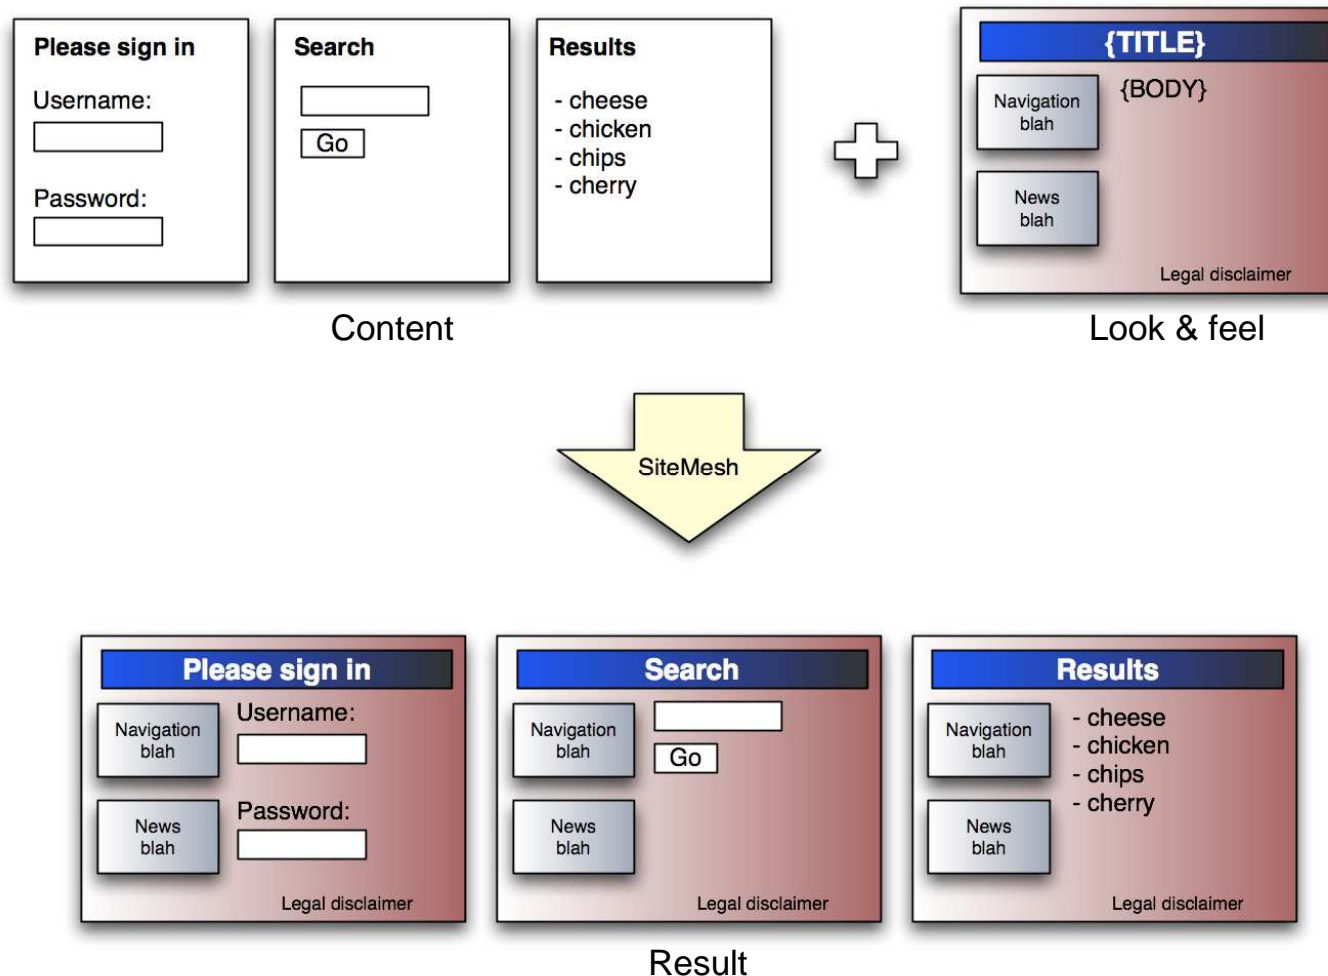 Please sign in
Username:
Password:
Search
Go
Results
- cheese
- chicken
- chips
- cherry
Content
{TITLE}
Navigation
blah
{BODY}
News
blah
Legal disclaimer
Look & feel
SiteMesh
Please sign in
Navigation
blah
Username:
News
blah
Password:
Legal disclaimer
Search
Navigation
blah
Go
News
blah
Legal disclaimer
Results
Navigation
blah
- cheese
- chicken
- chips
- cherry
News
blah
Legal disclaimer
Result